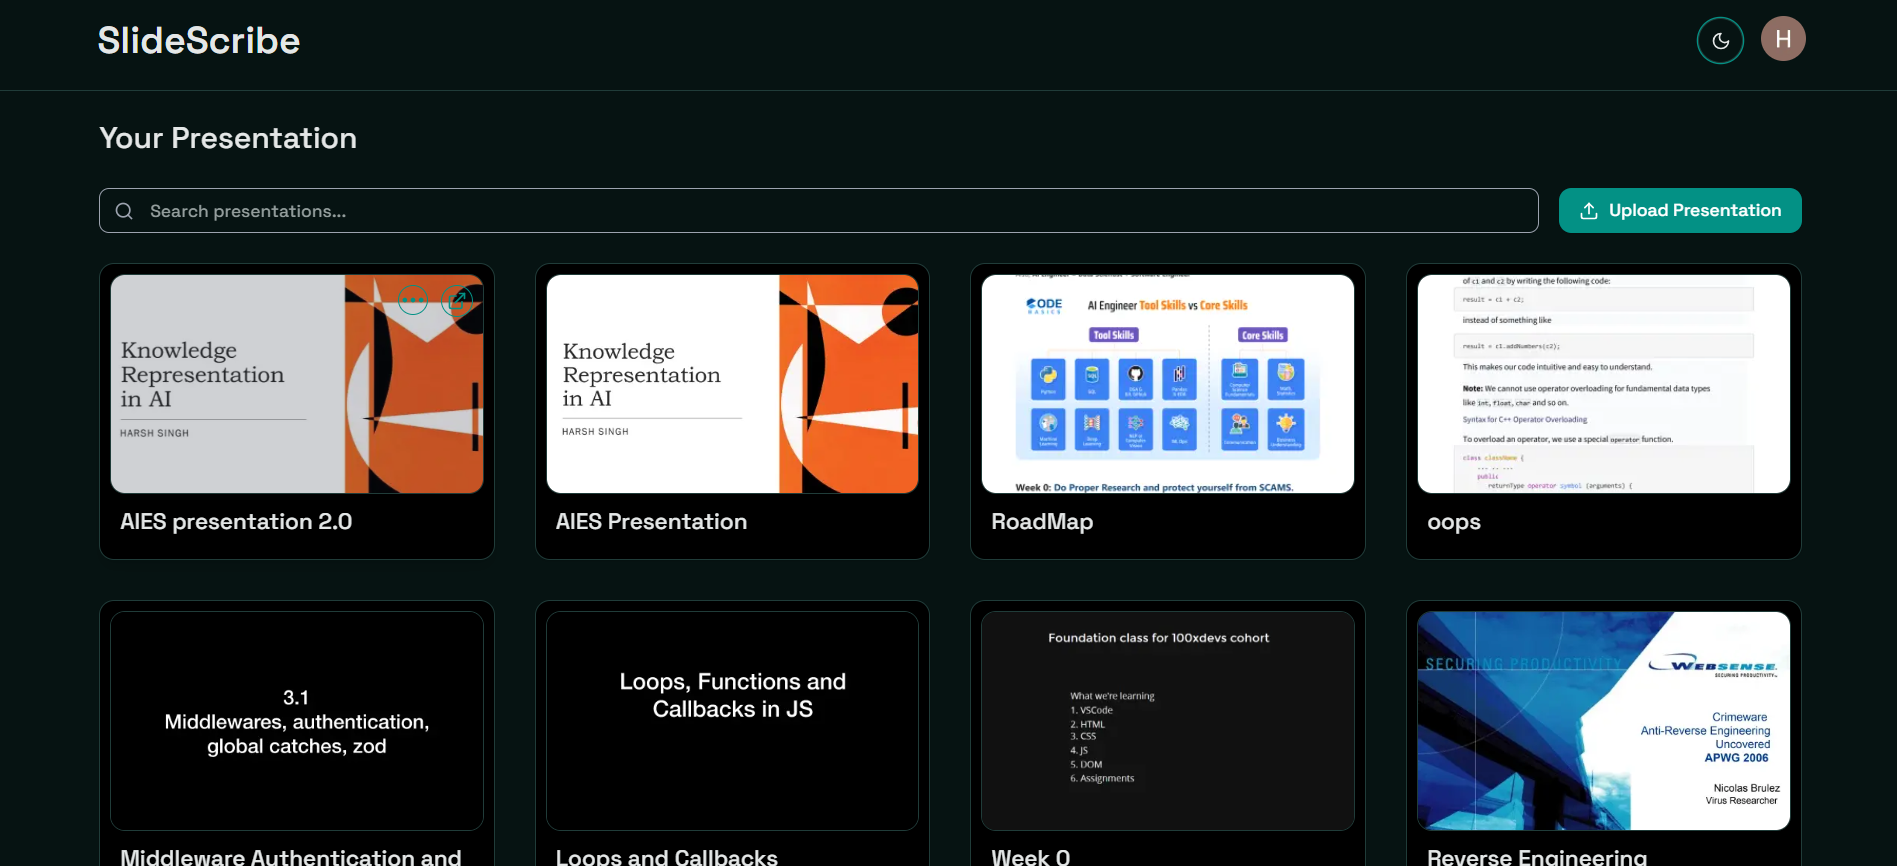 SlideScribe
H
Your Presentation
Search presentations...
Upload Presentation
Knowledge
Representation
in AI
HARSH SINGH
AIES presentation 2.0
Knowledge
Representation
in AI
HARSH SINGH
AIES Presentation
CODE
BASICS
AI Engineer Tool Skills vs Core Skills
Tool Skills
Core Skills
Python
SQL
Machine
Learning
Deep
Learning
Week 0: Do Proper Research and protect yourself from SCAMS.
RoadMap
of c1 and c2 by writing the following code:
result = c1 + c2;
instead of something like
result = c1.addNumbers(c2);
This makes our code intuitive and easy to understand.
Note: We cannot use operator overloading for fundamental data types
like int, float, char and so on.
Syntax for C++ Operator Overloading
To overload an operator, we use a special operator function.
class className {
... .. ...
public:
returnType operator symbol (arguments) {
oops
3.1
Middlewares, authentication,
global catches, zod
Middleware Authentication and
Loops, Functions and
Callbacks in JS
Loops and Callbacks
Foundation class for 100xdevs cohort
What we're learning
1. VSCode
2. HTML
3. CSS
4. JS
5. DOM
6. Assignments
Week 0
SECURING PRODUCTIVITY
WEBSENSE
SECURING PRODUCTIVITY
Crimeware
Anti-Reverse Engineering
Uncovered
APWG 2006
Nicolas Brulez
Virus Researcher
Reverse Engineering